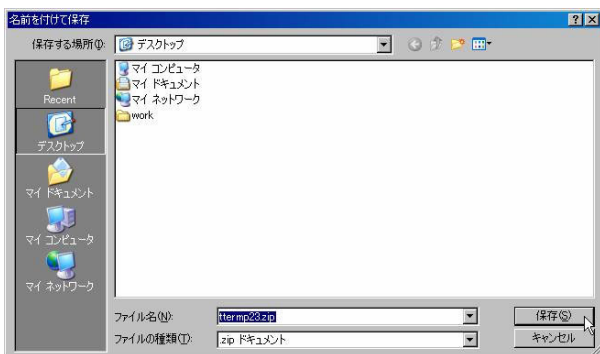 名前を付けて保存
保存する場所(I): デスクトップ
マイ コンピュータ
マイ ドキュメント
マイ ネットワーク
work
Recent
デスクトップ
マイ ドキュメント
マイ コンピュータ
マイ ネットワーク
ファイル名(N): ttermp23.zip 保存(S)
ファイルの種類(T): .zip ドキュメント キャンセル